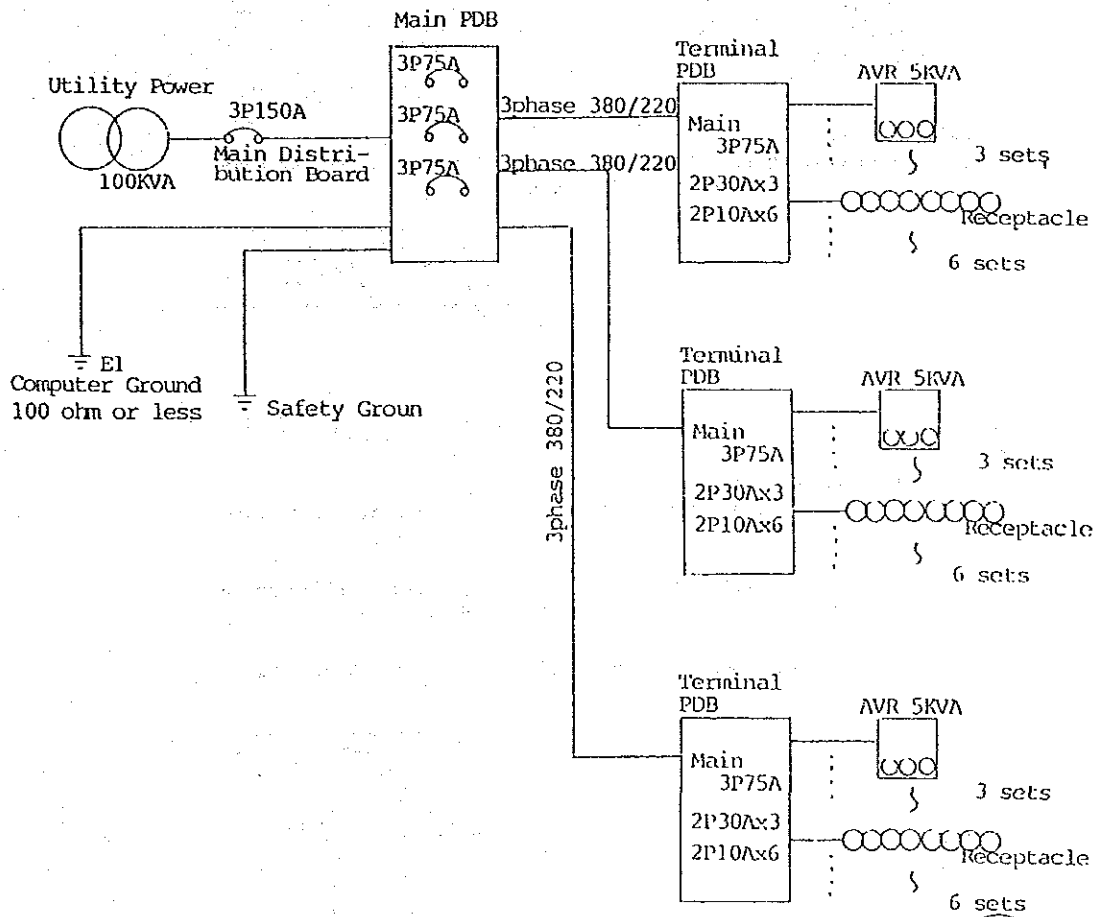 Main PDB
Utility Power
100KVA
3P150A
Main Distri-
bution Board
3P75A
3P75A
3P75A
3phase 380/220
3phase 380/220
3phase 380/220
E1
Computer Ground
100 ohm or less
Safety Groun
Terminal
PDB
Main
3P75A
2P30Ax3
2P10Ax6
AVR 5KVA
3 sets
Receptacle
6 sets
Terminal
PDB
Main
3P75A
2P30Ax3
2P10Ax6
AVR 5KVA
3 sets
Receptacle
6 sets
Terminal
PDB
Main
3P75A
2P30Ax3
2P10Ax6
AVR 5KVA
3 sets
Receptacle
6 sets